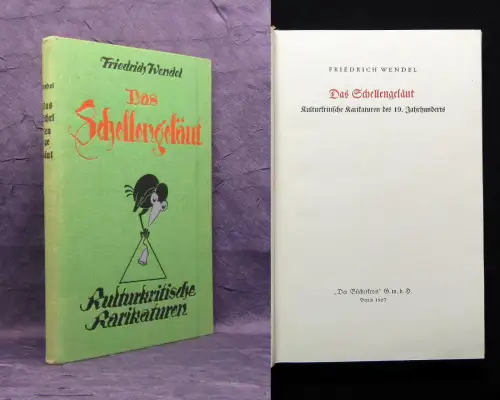 Wendel
Das
Schel
len
ge
läut
Friedrich Wendel
Das
Schellengeläut
Kulturkritische
Karikaturen
FRIEDRICH WENDEL
Das Schellengeläut
Kulturkritische Karikaturen des 19. Jahrhunderts
„Der Bücherkreis“ G. m. b. H.
Berlin 1927